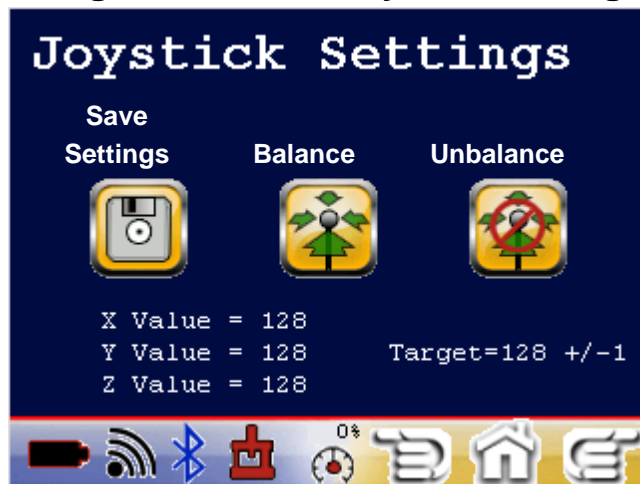 Joystick Settings
Save
Settings
Balance
Unbalance
X Value = 128
Y Value = 128
Target=128 +/-1
Z Value = 128
0%